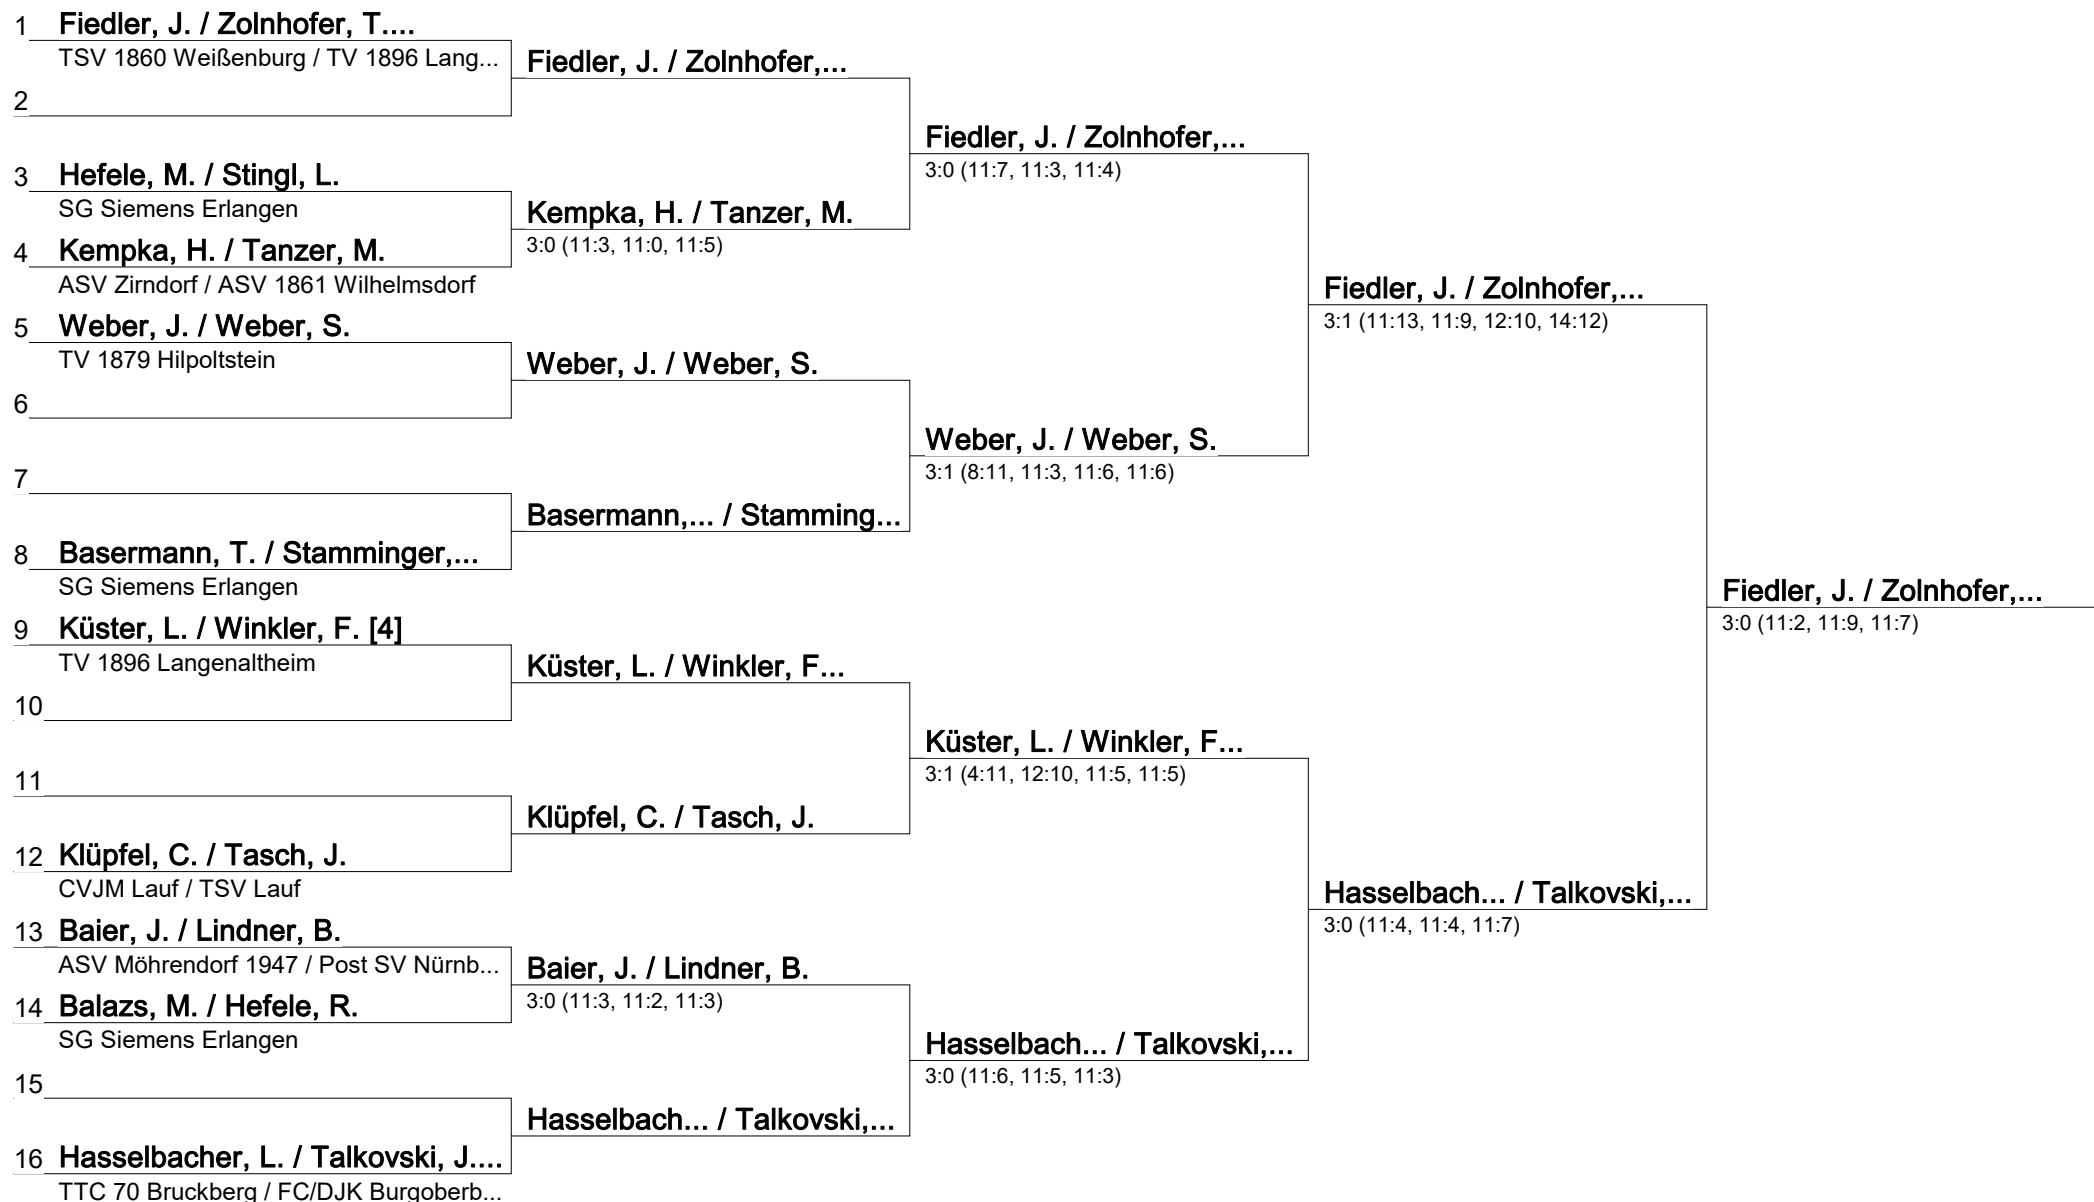 1 Fiedler, J. / Zolnhofer, T....
TSV 1860 Weißenburg / TV 1896 Lang...
Fiedler, J. / Zolnhofer,...
2
Fiedler, J. / Zolnhofer,...
3:0 (11:7, 11:3, 11:4)
3 Hefele, M. / Stingl, L.
SG Siemens Erlangen
Kempka, H. / Tanzer, M.
3:0 (11:3, 11:0, 11:5)
4 Kempka, H. / Tanzer, M.
ASV Zirndorf / ASV 1861 Wilhelmsdorf
Fiedler, J. / Zolnhofer,...
3:1 (11:13, 11:9, 12:10, 14:12)
5 Weber, J. / Weber, S.
TV 1879 Hilpoltstein
Weber, J. / Weber, S.
6
Weber, J. / Weber, S.
3:1 (8:11, 11:3, 11:6, 11:6)
7
Basermann,... / Stamming...
8 Basermann, T. / Stamminger,...
SG Siemens Erlangen
Fiedler, J. / Zolnhofer,...
3:0 (11:2, 11:9, 11:7)
9 Küster, L. / Winkler, F. [4]
TV 1896 Langenaltheim
Küster, L. / Winkler, F...
10
Küster, L. / Winkler, F...
3:1 (4:11, 12:10, 11:5, 11:5)
11
Klüpfel, C. / Tasch, J.
12 Klüpfel, C. / Tasch, J.
CVJM Lauf / TSV Lauf
Hasselbach... / Talkovski,...
3:0 (11:4, 11:4, 11:7)
13 Baier, J. / Lindner, B.
ASV Möhrendorf 1947 / Post SV Nürnb...
Baier, J. / Lindner, B.
3:0 (11:3, 11:2, 11:3)
14 Balazs, M. / Hefele, R.
SG Siemens Erlangen
Hasselbach... / Talkovski,...
3:0 (11:6, 11:5, 11:3)
15
Hasselbach... / Talkovski,...
16 Hasselbacher, L. / Talkovski, J....
TTC 70 Bruckberg / FC/DJK Burgoberb...